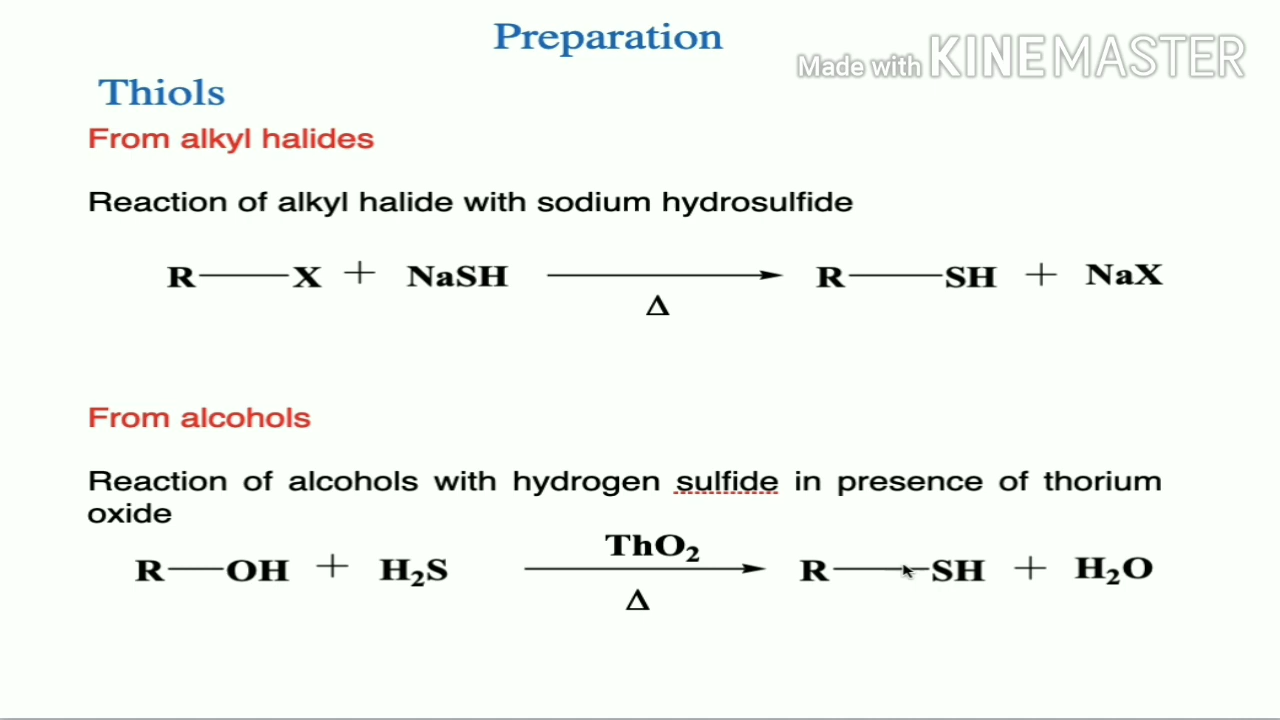 Preparation
Made with KINEMASTER
Thiols
From alkyl halides
Reaction of alkyl halide with sodium hydrosulfide
R—X + NaSH → R—SH + NaX
Δ
From alcohols
Reaction of alcohols with hydrogen sulfide in presence of thorium
oxide
ThO₂
R—OH + H₂S → R—SH + H₂O
Δ